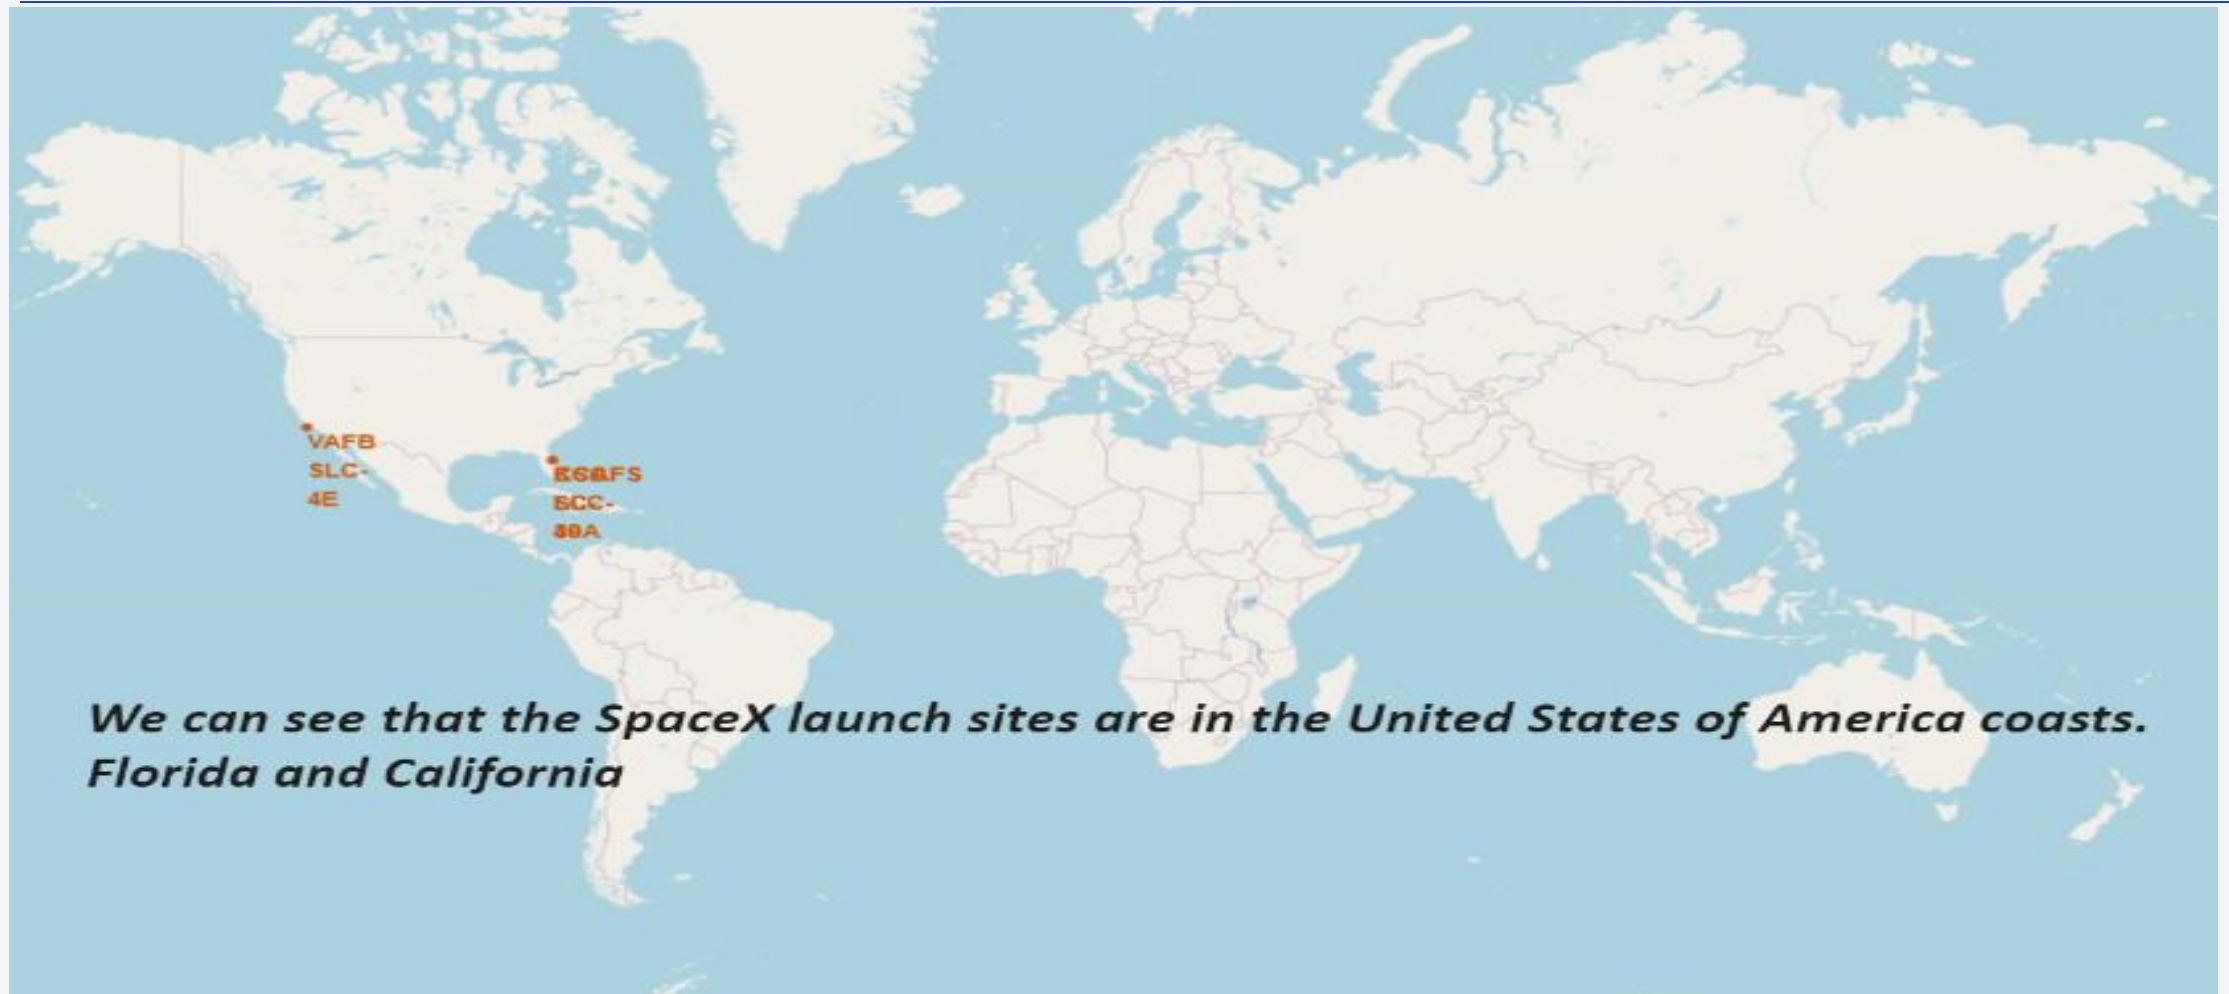 VAFB
SLC-
4E
We can see that the SpaceX launch sites are in the United States of America coasts.
Florida and California